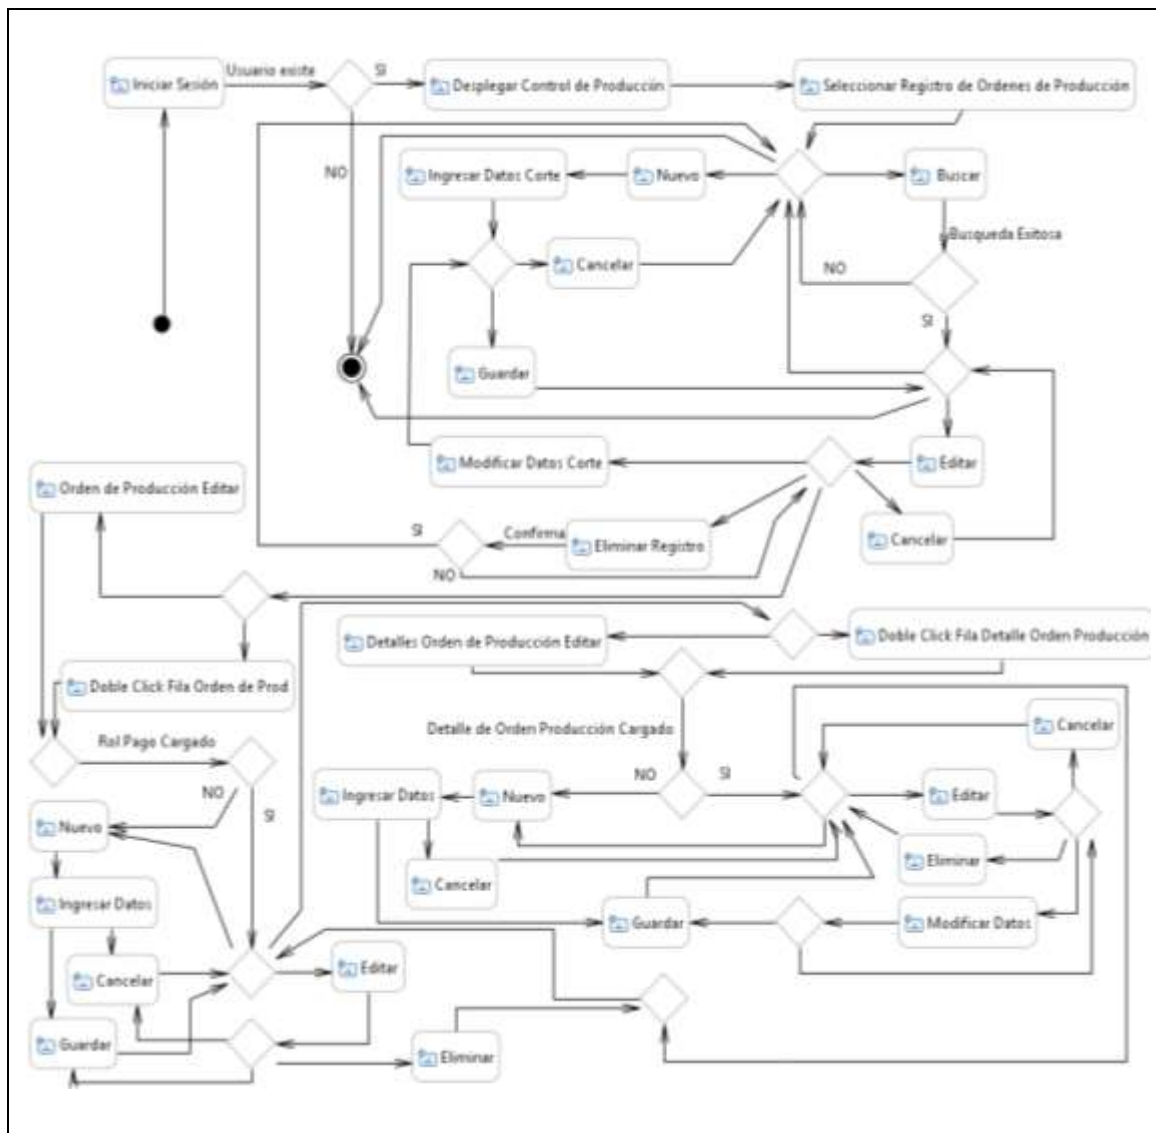 Iniciar Sesión
Usuario existe
SI
Desplegar Control de Producción
Seleccionar Registro de Ordenes de Producción
NO
Ingresar Datos Corte
Nuevo
Buscar
Busqueda Exitosa
Cancelar
NO
SI
Guardar
Modificar Datos Corte
Editar
Orden de Producción Editar
SI
Confirma
Eliminar Registro
Cancelar
NO
Detalles Orden de Producción Editar
Doble Click Fila Detalle Orden Producción
Doble Click Fila Orden de Prod
Detalle de Orden Producción Cargado
Cancelar
Rol Pago Cargado
NO
SI
Ingresar Datos
Nuevo
Editar
NO
SI
Nuevo
Eliminar
Cancelar
Ingresar Datos
Guardar
Modificar Datos
Cancelar
Editar
Guardar
Eliminar